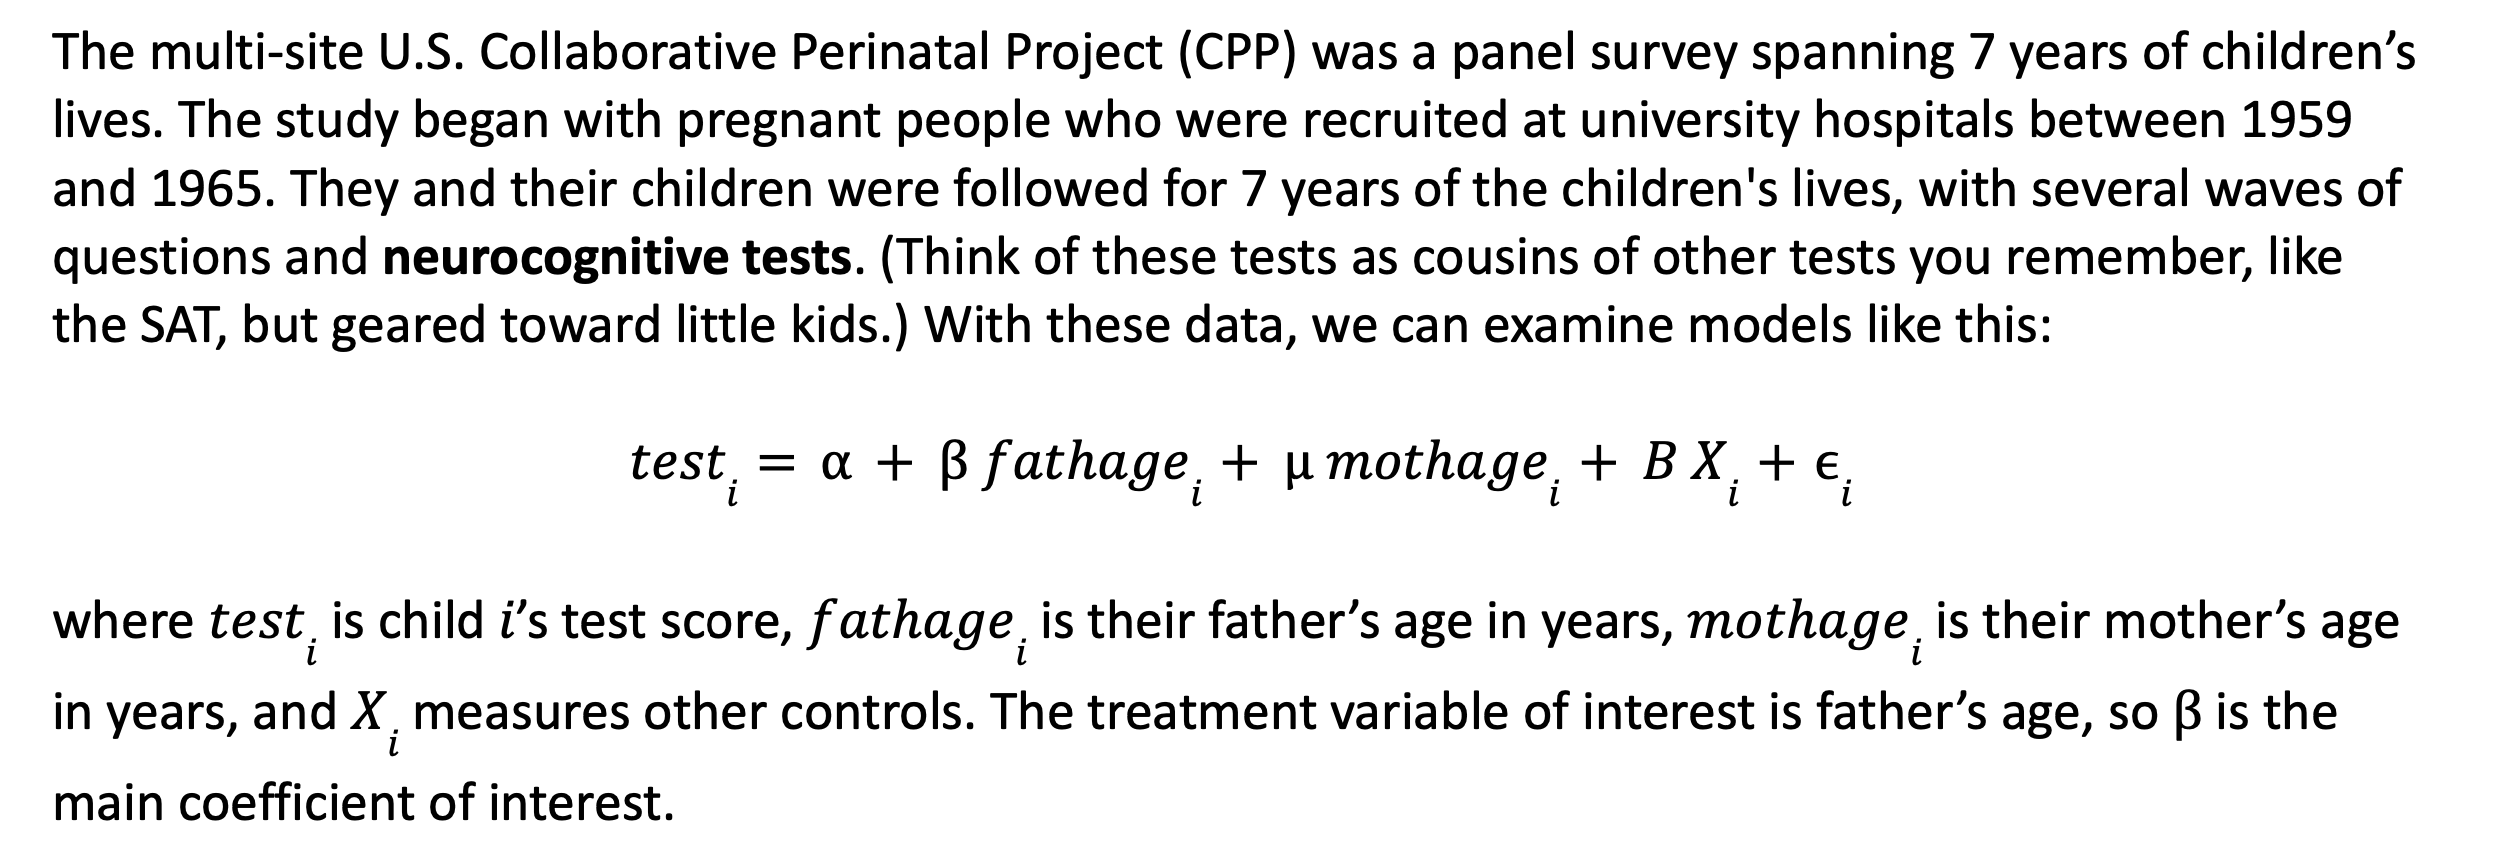 The multi-site U.S. Collaborative Perinatal Project (CPP) was a panel survey spanning 7 years of children’s
lives. The study began with pregnant people who were recruited at university hospitals between 1959
and 1965. They and their children were followed for 7 years of the children's lives, with several waves of
questions and neurocognitive tests. (Think of these tests as cousins of other tests you remember, like
the SAT, but geared toward little kids.) With these data, we can examine models like this:
test_i = α + β fathage_i + μ mothage_i + B X_i + ϵ_i
where test_i is child i’s test score, fathage_i is their father’s age in years, mothage_i is their mother’s age
in years, and X_i measures other controls. The treatment variable of interest is father’s age, so β is the
main coefficient of interest.